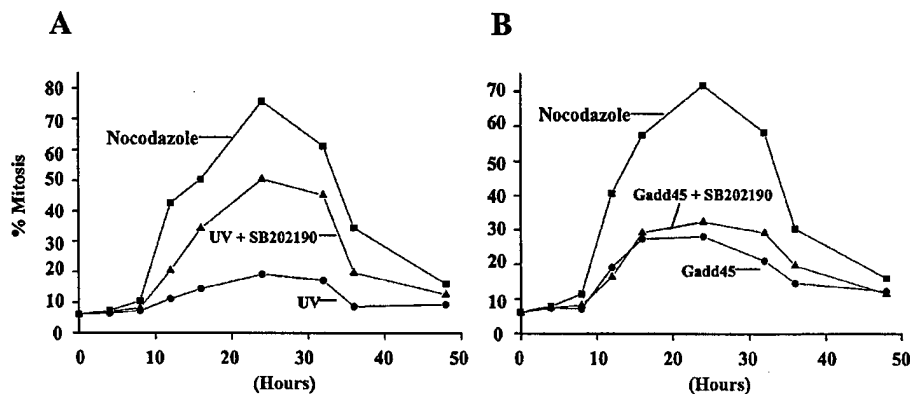 A
% Mitosis
80
70
60
50
40
30
20
10
0
Nocodazole
UV + SB202190
UV
0 10 20 30 40 50
(Hours)
B
70
60
50
40
30
20
10
0
Nocodazole
Gadd45 + SB202190
Gadd45
0 10 20 30 40 50
(Hours)